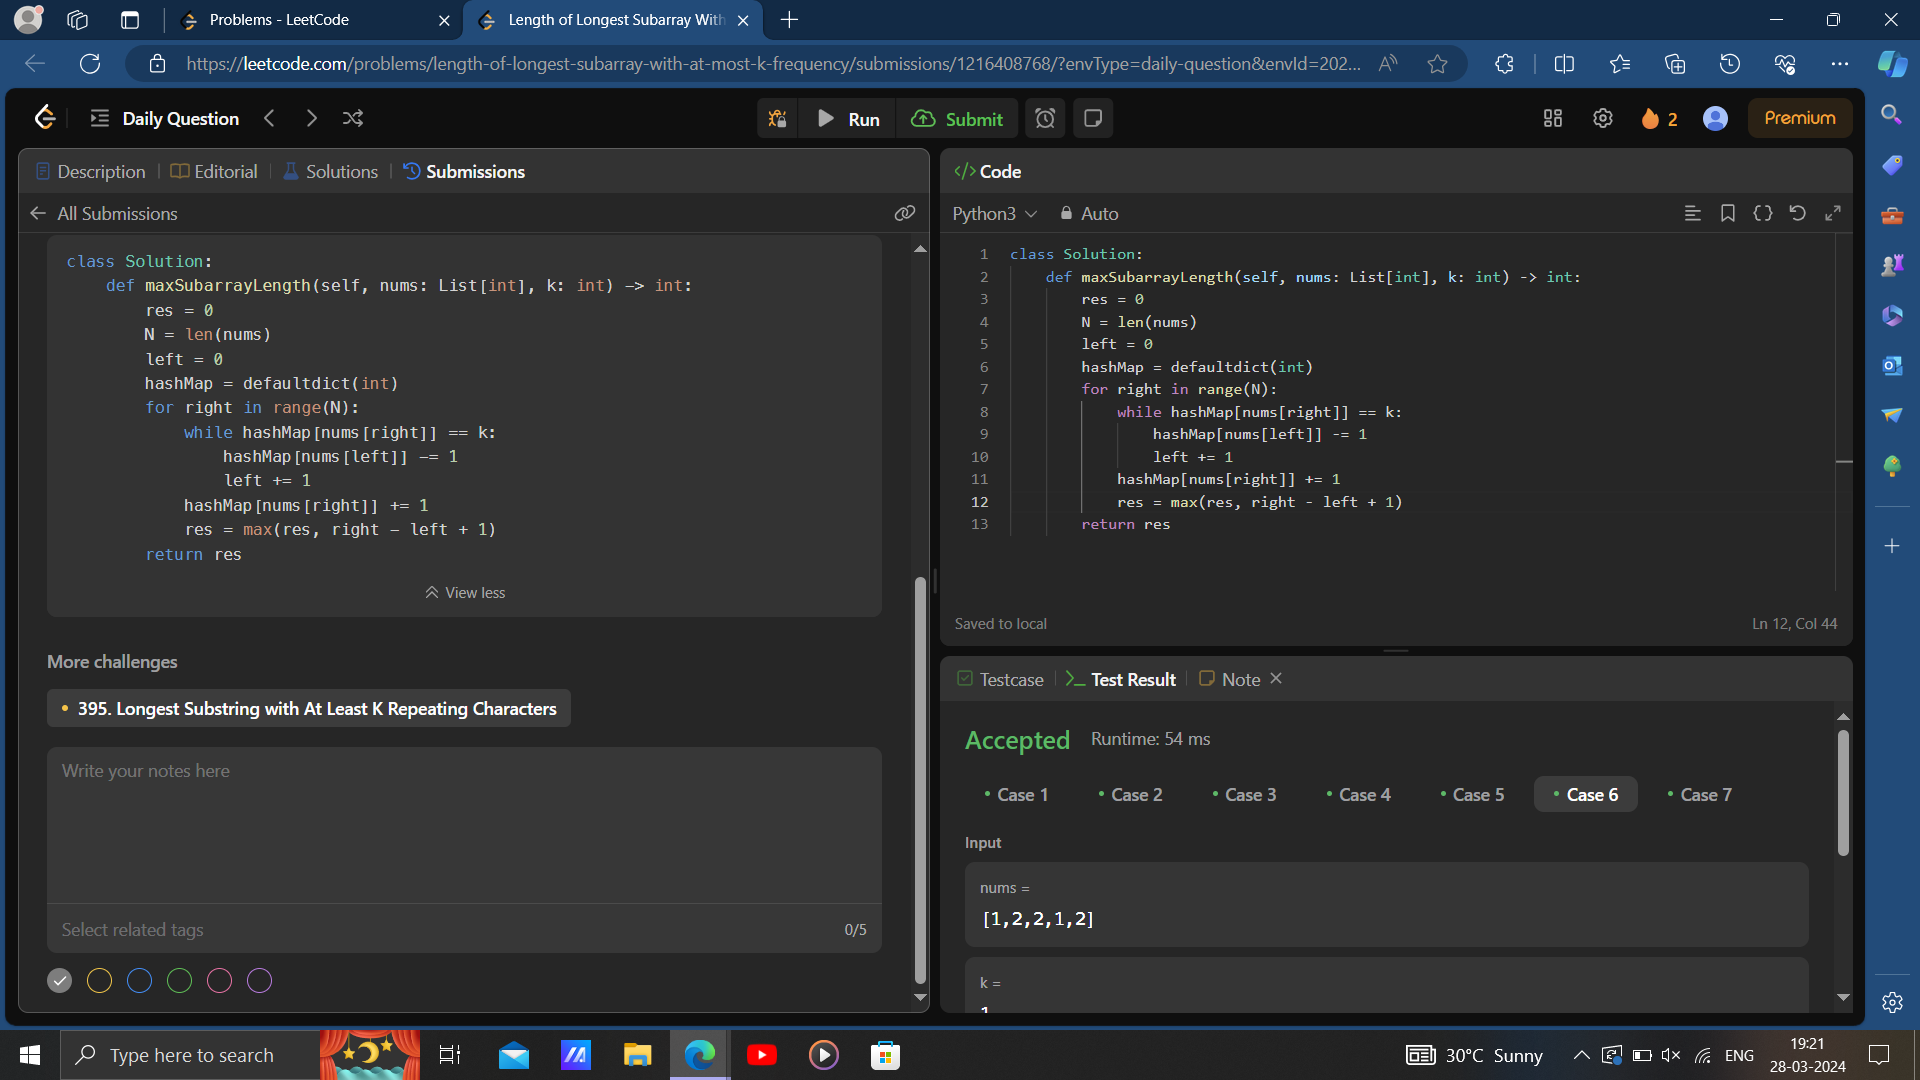 Problems - LeetCode
Length of Longest Subarray With
https://leetcode.com/problems/length-of-longest-subarray-with-at-most-k-frequency/submissions/1216408768/?envType=daily-question&envId=202...
Daily Question
Run
Submit
2
Premium
Description
Editorial
Solutions
Submissions
All Submissions
class Solution:
def maxSubarrayLength(self, nums: List[int], k: int) -> int:
res = 0
N = len(nums)
left = 0
hashMap = defaultdict(int)
for right in range(N):
while hashMap[nums[right]] == k:
hashMap[nums[left]] -= 1
left += 1
hashMap[nums[right]] += 1
res = max(res, right - left + 1)
return res
View less
More challenges
395. Longest Substring with At Least K Repeating Characters
Write your notes here
Select related tags
0/5
</> Code
Python3
Auto
1 class Solution:
2 def maxSubarrayLength(self, nums: List[int], k: int) -> int:
3 res = 0
4 N = len(nums)
5 left = 0
6 hashMap = defaultdict(int)
7 for right in range(N):
8 while hashMap[nums[right]] == k:
9 hashMap[nums[left]] -= 1
10 left += 1
11 hashMap[nums[right]] += 1
12 res = max(res, right - left + 1)
13 return res
Saved to local
Ln 12, Col 44
Testcase
Test Result
Note
Accepted
Runtime: 54 ms
Case 1
Case 2
Case 3
Case 4
Case 5
Case 6
Case 7
Input
nums =
[1,2,2,1,2]
k =
1
Type here to search
30°C Sunny
ENG
19:21
28-03-2024